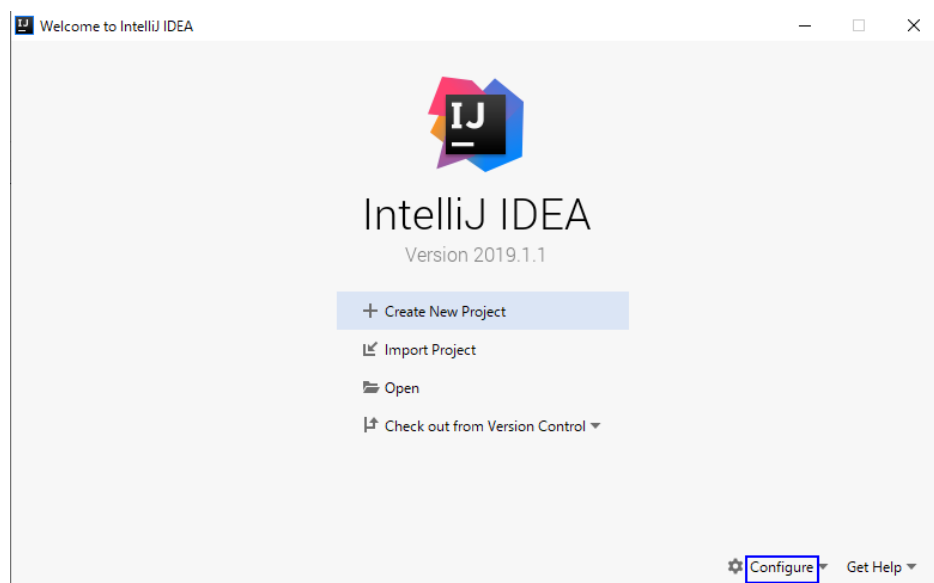 Welcome to IntelliJ IDEA
IJ
IntelliJ IDEA
Version 2019.1.1
Create New Project
Import Project
Open
Check out from Version Control
Configure Get Help